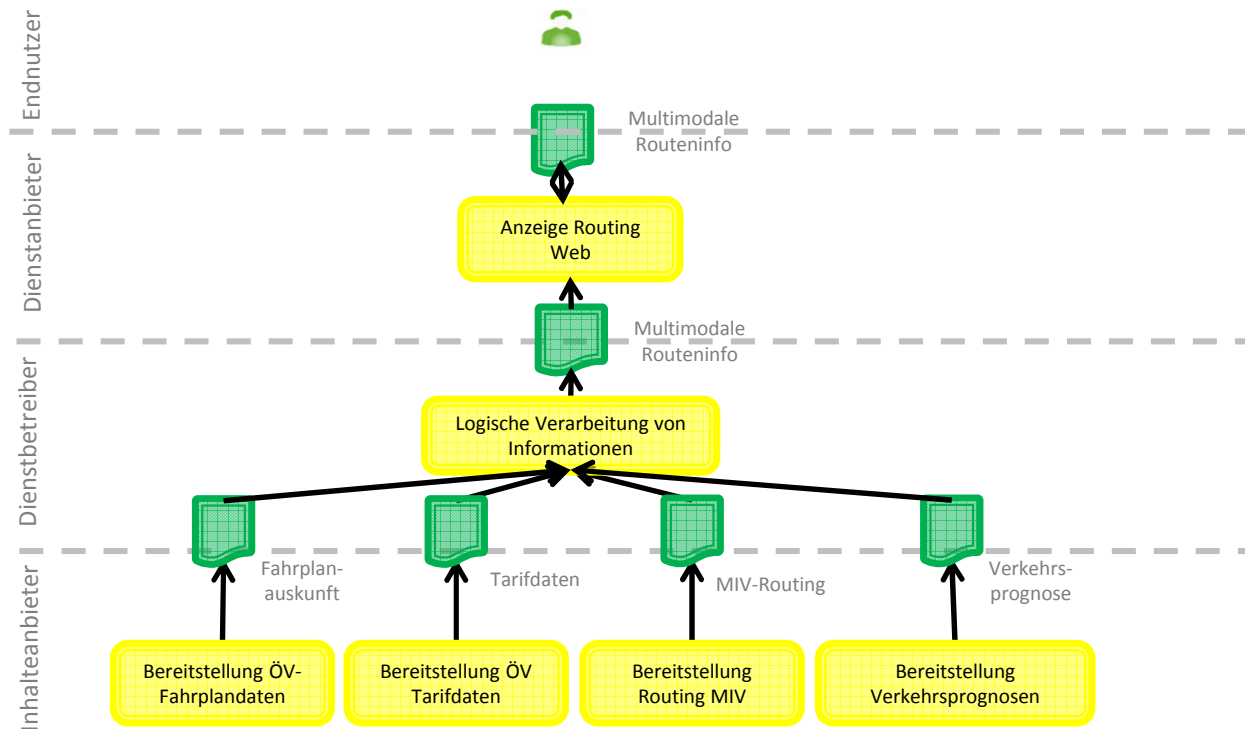 Endnutzer
Multimodale
Routeninfo
Dienstanbieter
Anzeige Routing
Web
Multimodale
Routeninfo
Dienstbetreiber
Logische Verarbeitung von
Informationen
Inhalteanbieter
Fahrplan-
auskunft
Tarifdaten
MIV-Routing
Verkehrs-
prognose
Bereitstellung ÖV-
Fahrplandaten
Bereitstellung ÖV
Tarifdaten
Bereitstellung
Routing MIV
Bereitstellung
Verkehrsprognosen